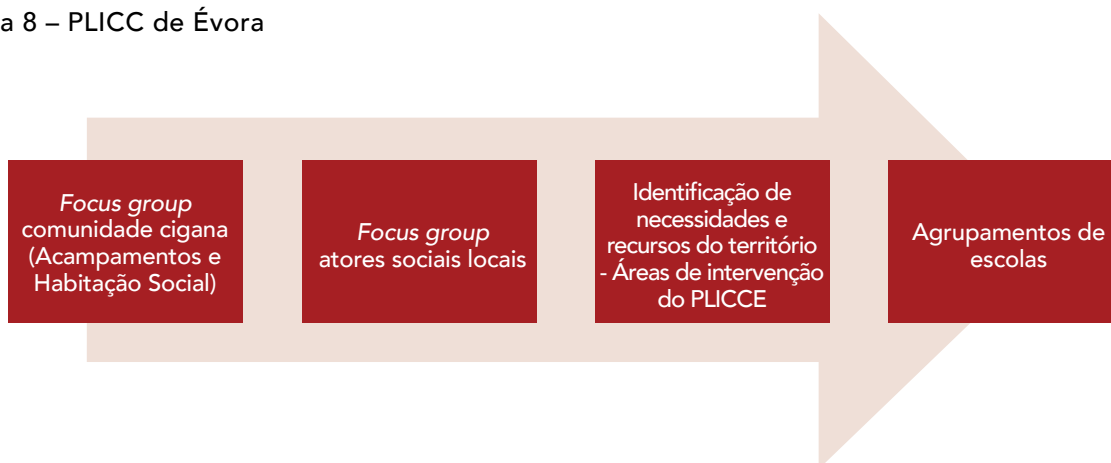 a 8 – PLICC de Évora
Focus group
comunidade cigana
(Acampamentos e
Habitação Social)
Focus group
atores sociais locais
Identificação de
necessidades e
recursos do território
- Áreas de intervenção
do PLICCE
Agrupamentos de
escolas